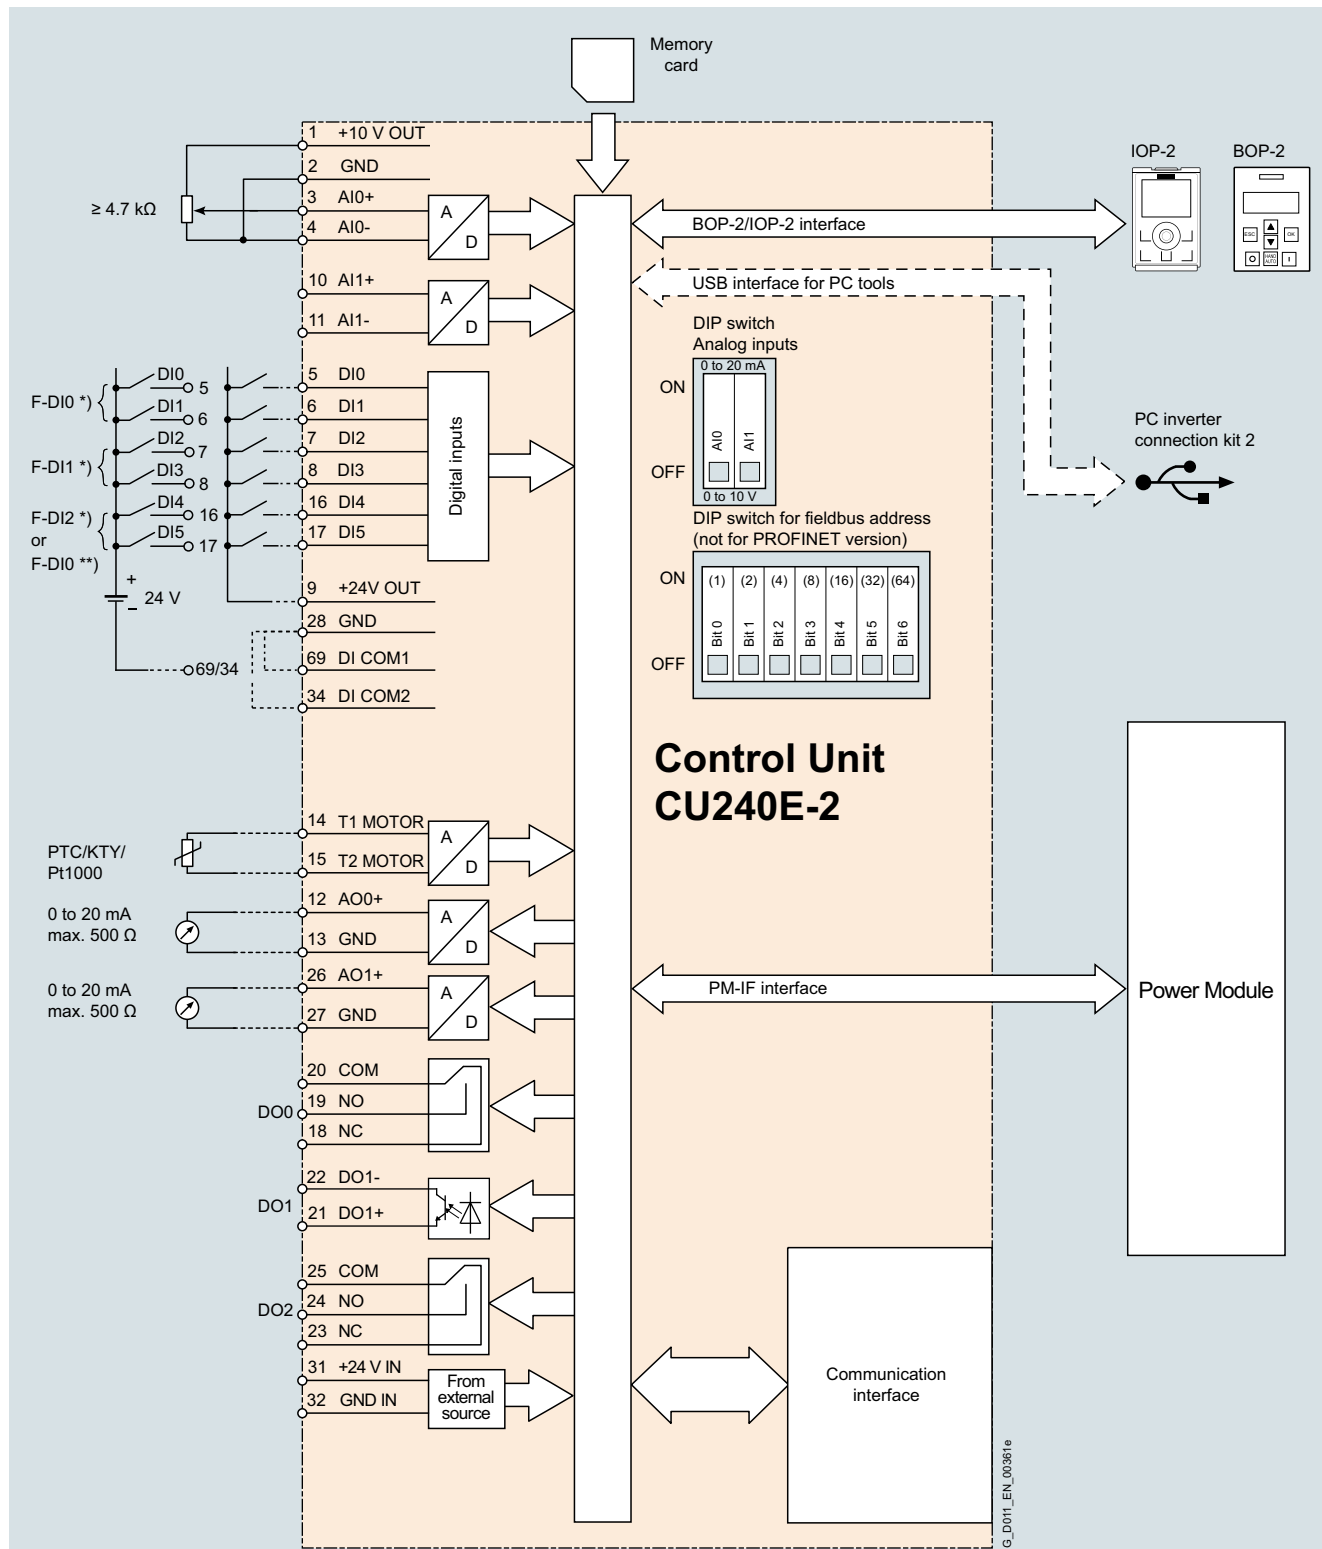 Memory
card
1 +10 V OUT
2 GND
3 AI0+
4 AI0-
≥ 4.7 kΩ
A
D
10 AI1+
11 AI1-
A
D
BOP-2/IOP-2 interface
USB interface for PC tools
IOP-2
BOP-2
ESC
OK
HAND
AUTO
O
I
DIP switch
Analog inputs
0 to 20 mA
ON
AI0
AI1
OFF
0 to 10 V
PC inverter
connection kit 2
DI0
5
DI1
6
DI2
7
DI3
8
DI4
16
DI5
17
F-DI0 *)
F-DI1 *)
F-DI2 *)
or
F-DI0 **)
+
24 V
–
69/34
5 DI0
6 DI1
7 DI2
8 DI3
16 DI4
17 DI5
Digital inputs
9 +24V OUT
28 GND
69 DI COM1
34 DI COM2
DIP switch for fieldbus address
(not for PROFINET version)
ON
(1) (2) (4) (8) (16) (32) (64)
Bit 0 Bit 1 Bit 2 Bit 3 Bit 4 Bit 5 Bit 6
OFF
Control Unit
CU240E-2
PTC/KTY/
Pt1000
14 T1 MOTOR
15 T2 MOTOR
A
D
0 to 20 mA
max. 500 Ω
12 AO0+
13 GND
A
D
0 to 20 mA
max. 500 Ω
26 AO1+
27 GND
A
D
PM-IF interface
Power Module
DO0
20 COM
19 NO
18 NC
DO1
22 DO1-
21 DO1+
DO2
25 COM
24 NO
23 NC
31 +24 V IN
32 GND IN
From
external
source
Communication
interface
G_D011_EN_00361e